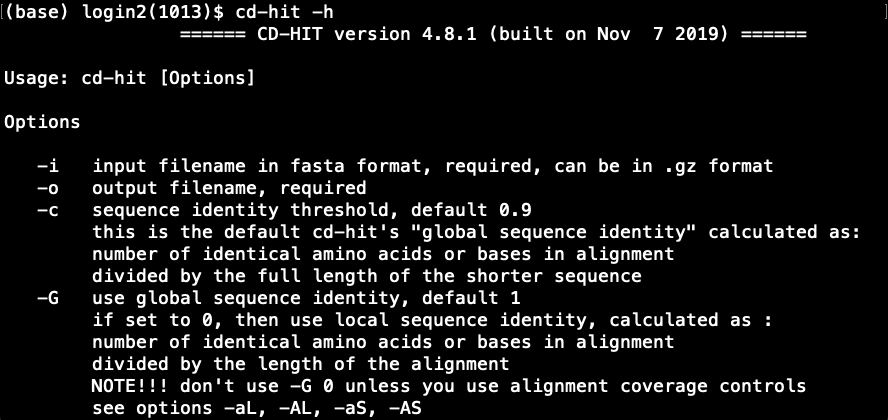 (base) login2(1013)$ cd-hit -h
====== CD-HIT version 4.8.1 (built on Nov  7 2019) ======
Usage: cd-hit [Options]
Options
-i   input filename in fasta format, required, can be in .gz format
-o   output filename, required
-c   sequence identity threshold, default 0.9
this is the default cd-hit's "global sequence identity" calculated as:
number of identical amino acids or bases in alignment
divided by the full length of the shorter sequence
-G   use global sequence identity, default 1
if set to 0, then use local sequence identity, calculated as :
number of identical amino acids or bases in alignment
divided by the length of the alignment
NOTE!!! don't use -G 0 unless you use alignment coverage controls
see options -aL, -AL, -aS, -AS